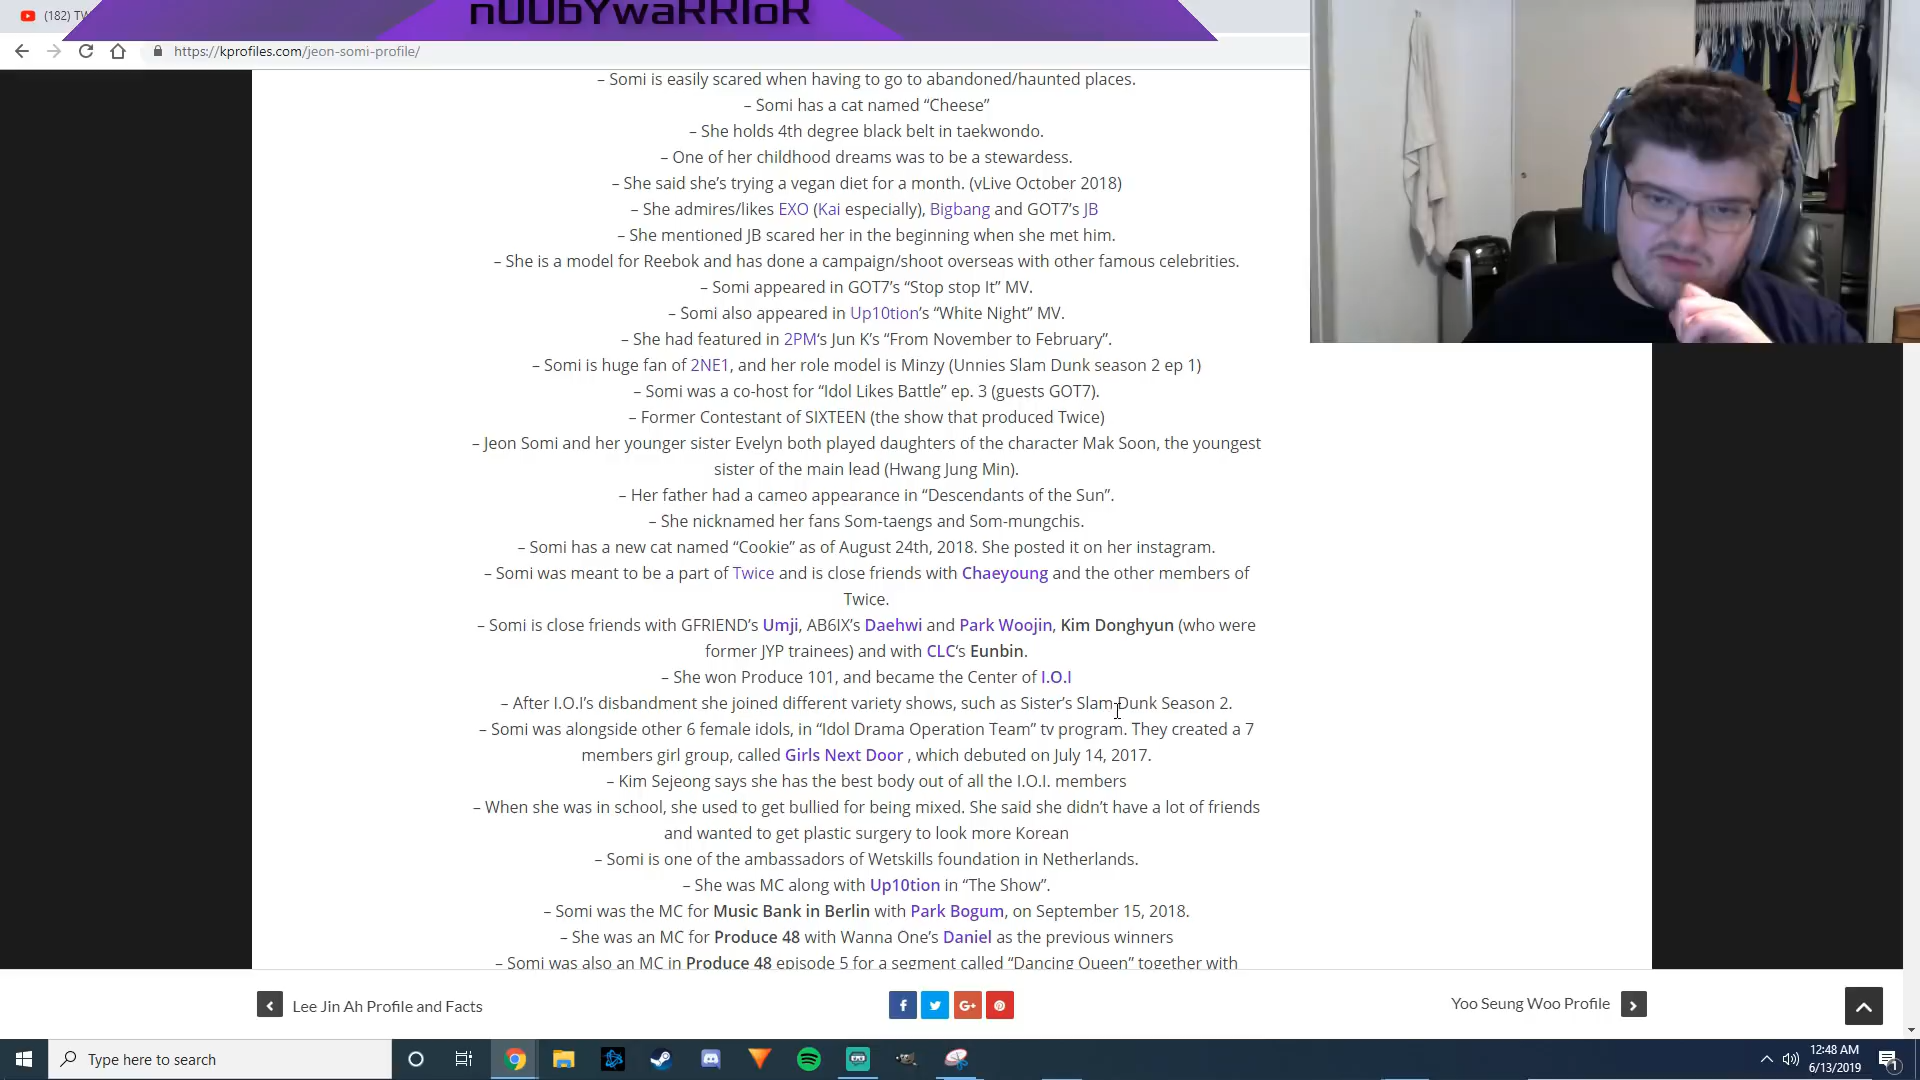 nUUbYwaRRIoR
(182) TW
https://kprofiles.com/jeon-somi-profile/
– Somi is easily scared when having to go to abandoned/haunted places.
– Somi has a cat named “Cheese”
– She holds 4th degree black belt in taekwondo.
– One of her childhood dreams was to be a stewardess.
– She said she’s trying a vegan diet for a month. (vLive October 2018)
– She admires/likes EXO (Kai especially), Bigbang and GOT7’s JB
– She mentioned JB scared her in the beginning when she met him.
– She is a model for Reebok and has done a campaign/shoot overseas with other famous celebrities.
– Somi appeared in GOT7’s “Stop stop It” MV.
– Somi also appeared in Up10tion’s “White Night” MV.
– She had featured in 2PM‘s Jun K’s “From November to February”.
– Somi is huge fan of 2NE1, and her role model is Minzy (Unnies Slam Dunk season 2 ep 1)
– Somi was a co-host for “Idol Likes Battle” ep. 3 (guests GOT7).
– Former Contestant of SIXTEEN (the show that produced Twice)
– Jeon Somi and her younger sister Evelyn both played daughters of the character Mak Soon, the youngest
sister of the main lead (Hwang Jung Min).
– Her father had a cameo appearance in “Descendants of the Sun”.
– She nicknamed her fans Som-taengs and Som-mungchis.
– Somi has a new cat named “Cookie” as of August 24th, 2018. She posted it on her instagram.
– Somi was meant to be a part of Twice and is close friends with Chaeyoung and the other members of
Twice.
– Somi is close friends with GFRIEND’s Umji, AB6IX’s Daehwi and Park Woojin, Kim Donghyun (who were
former JYP trainees) and with CLC‘s Eunbin.
– She won Produce 101, and became the Center of I.O.I
– After I.O.I’s disbandment she joined different variety shows, such as Sister’s Slam Dunk Season 2.
– Somi was alongside other 6 female idols, in “Idol Drama Operation Team” tv program. They created a 7
members girl group, called Girls Next Door , which debuted on July 14, 2017.
– Kim Sejeong says she has the best body out of all the I.O.I. members
– When she was in school, she used to get bullied for being mixed. She said she didn’t have a lot of friends
and wanted to get plastic surgery to look more Korean
– Somi is one of the ambassadors of Wetskills foundation in Netherlands.
– She was MC along with Up10tion in “The Show”.
– Somi was the MC for Music Bank in Berlin with Park Bogum, on September 15, 2018.
– She was an MC for Produce 48 with Wanna One’s Daniel as the previous winners
– Somi was also an MC in Produce 48 episode 5 for a segment called “Dancing Queen” together with
Lee Jin Ah Profile and Facts
Yoo Seung Woo Profile
Type here to search
12:48 AM
6/13/2019
1